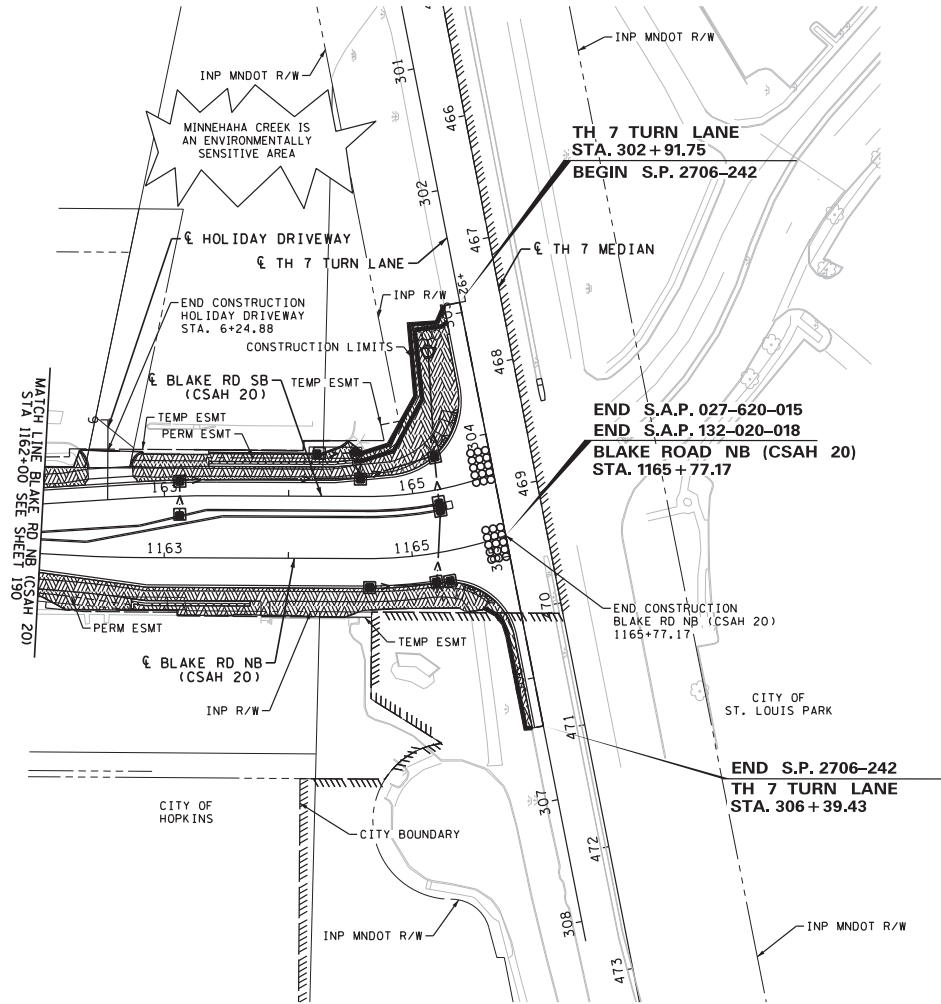 INP MNDOT R/W
INP MNDOT R/W
301
466
MINNEHAHA CREEK IS
AN ENVIRONMENTALLY
SENSITIVE AREA
TH 7 TURN LANE
STA. 302+91.75
BEGIN S.P. 2706-242
302
467
℄ HOLIDAY DRIVEWAY
℄ TH 7 MEDIAN
℄ TH 7 TURN LANE
+92
END CONSTRUCTION
HOLIDAY DRIVEWAY
STA. 6+24.88
INP R/W
CONSTRUCTION LIMITS
468
℄ BLAKE RD SB
(CSAH 20)
TEMP ESMT
MATCH LINE BLAKE RD NB (CSAH 20)
STA 1162+00 SEE SHEET 190
6
TEMP ESMT
PERM ESMT
END S.A.P. 027-620-015
END S.A.P. 132-020-018
BLAKE ROAD NB (CSAH 20)
STA. 1165+77.17
469
163
165
1163
1165
END CONSTRUCTION
BLAKE RD NB (CSAH 20)
1165+77.17
70
PERM ESMT
TEMP ESMT
℄ BLAKE RD NB
(CSAH 20)
INP R/W
CITY OF
ST. LOUIS PARK
471
END S.P. 2706-242
TH 7 TURN LANE
STA. 306+39.43
307
CITY OF
HOPKINS
CITY BOUNDARY
472
308
INP MNDOT R/W
INP MNDOT R/W
473